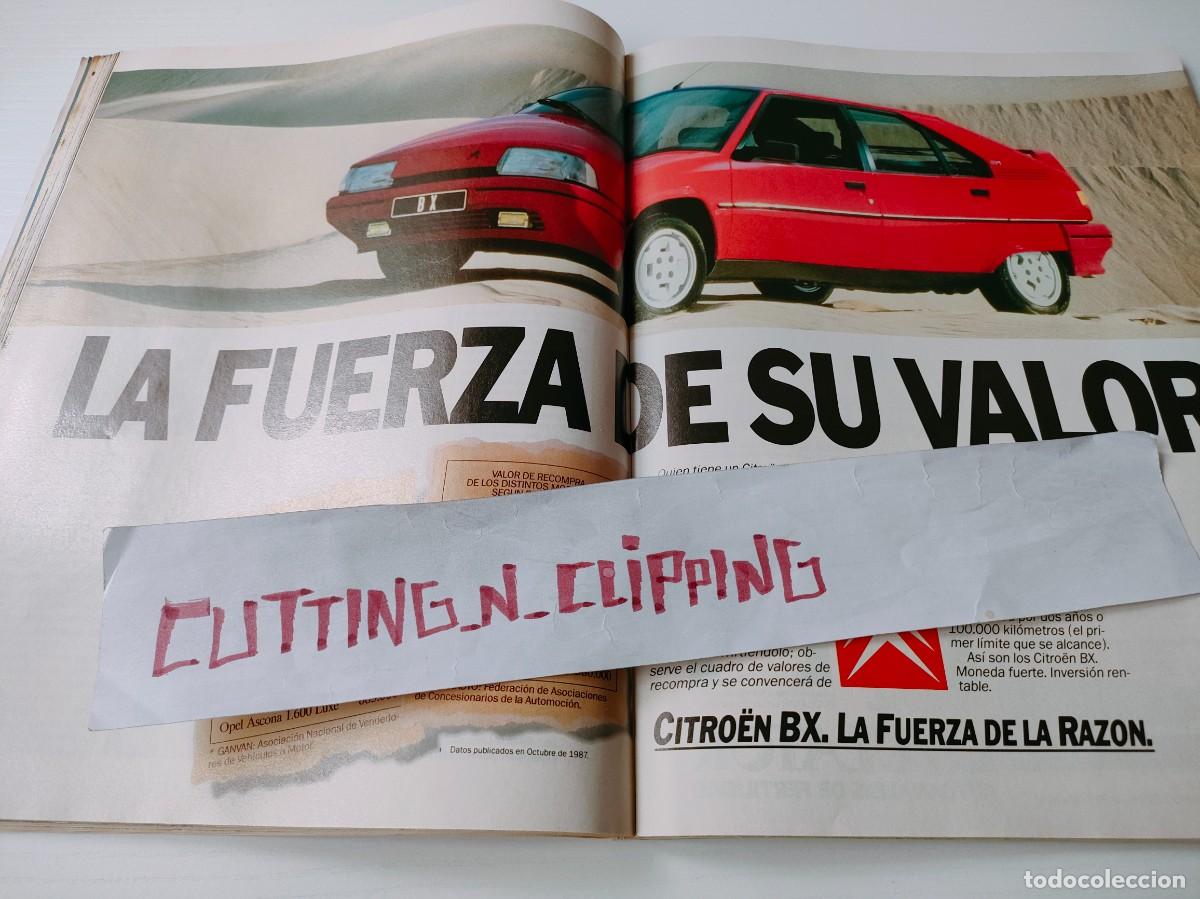 BX
LA FUERZA DE SU VALOR
VALOR DE RECOMPRA
DE LOS DISTINTOS
SEGUN
Quien tiene un
CUTTING_N_CLIPPING
Opel Ascona 1.600 Luxe
* GANVAN: Asociación Nacional de Vendedo-
res de Vehículos a Motor.
Federación de Asociaciones
de Concesionarios de la Automoción.
Datos publicados en Octubre de 1987.
ob-
serve el cuadro de valores de
recompra y se convencerá de
por dos años o
100.000 kilómetros (el pri-
mer límite que se alcance).
Así son los Citroën BX.
Moneda fuerte. Inversión ren-
table.
CITROËN BX. LA FUERZA DE LA RAZON.
todocoleccion